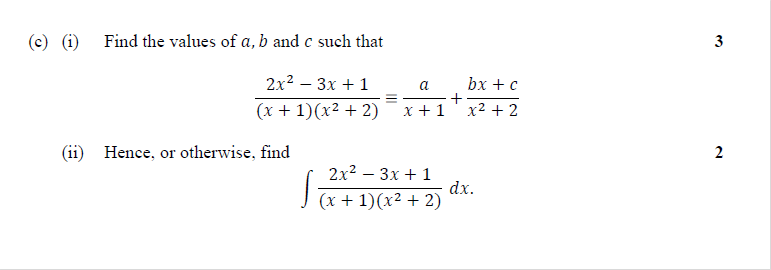 (c) (i) Find the values of a, b and c such that 3
2x² − 3x + 1 a bx + c
≡ +
(x + 1)(x² + 2) x + 1 x² + 2
(ii) Hence, or otherwise, find 2
2x² − 3x + 1
∫ dx.
(x + 1)(x² + 2)